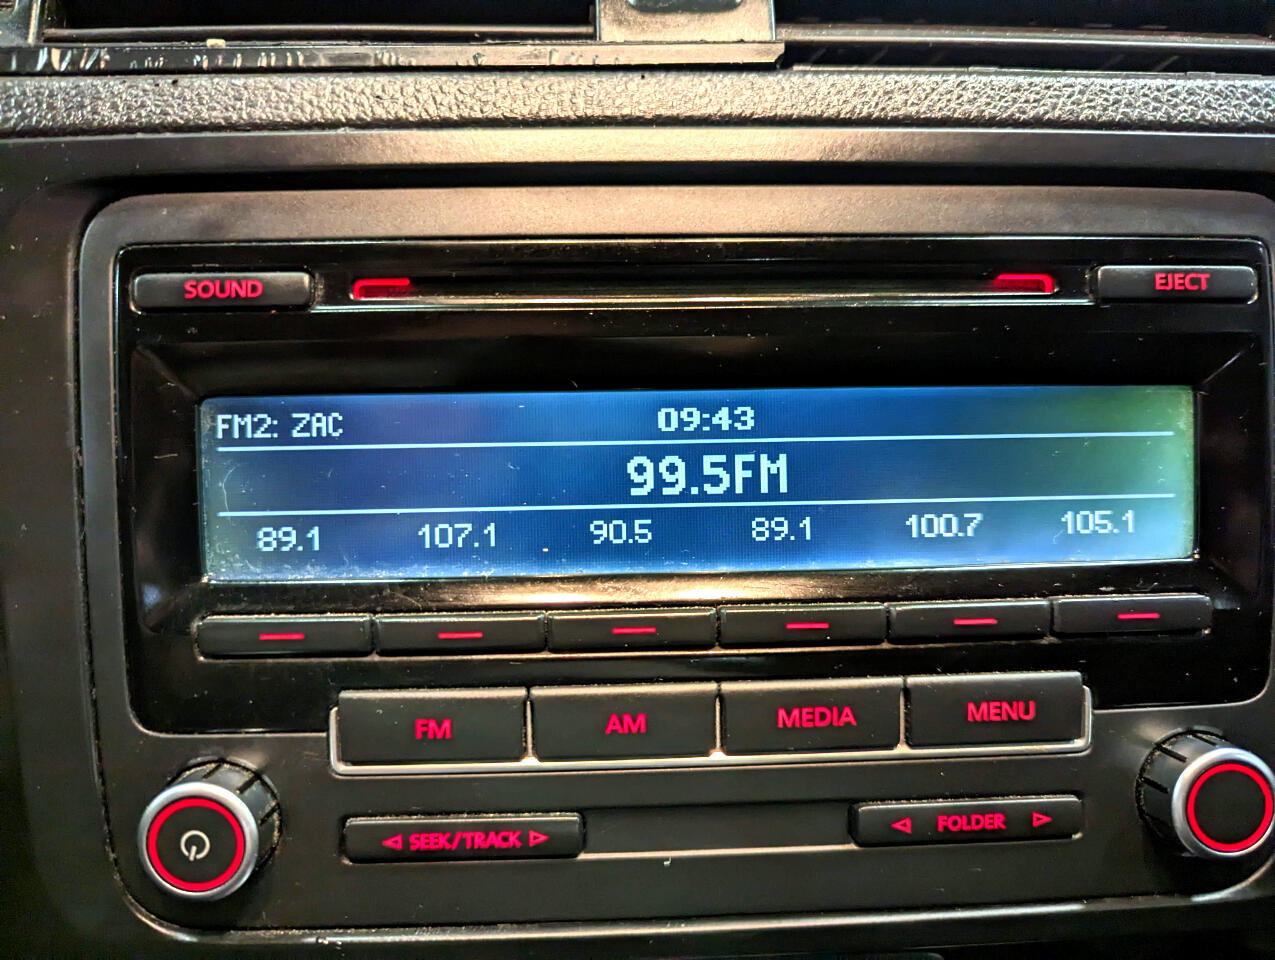 SOUND EJECT
FM2: ZAC 09:43
99.5FM
89.1 107.1 90.5 89.1 100.7 105.1
FM AM MEDIA MENU
SEEK/TRACK FOLDER